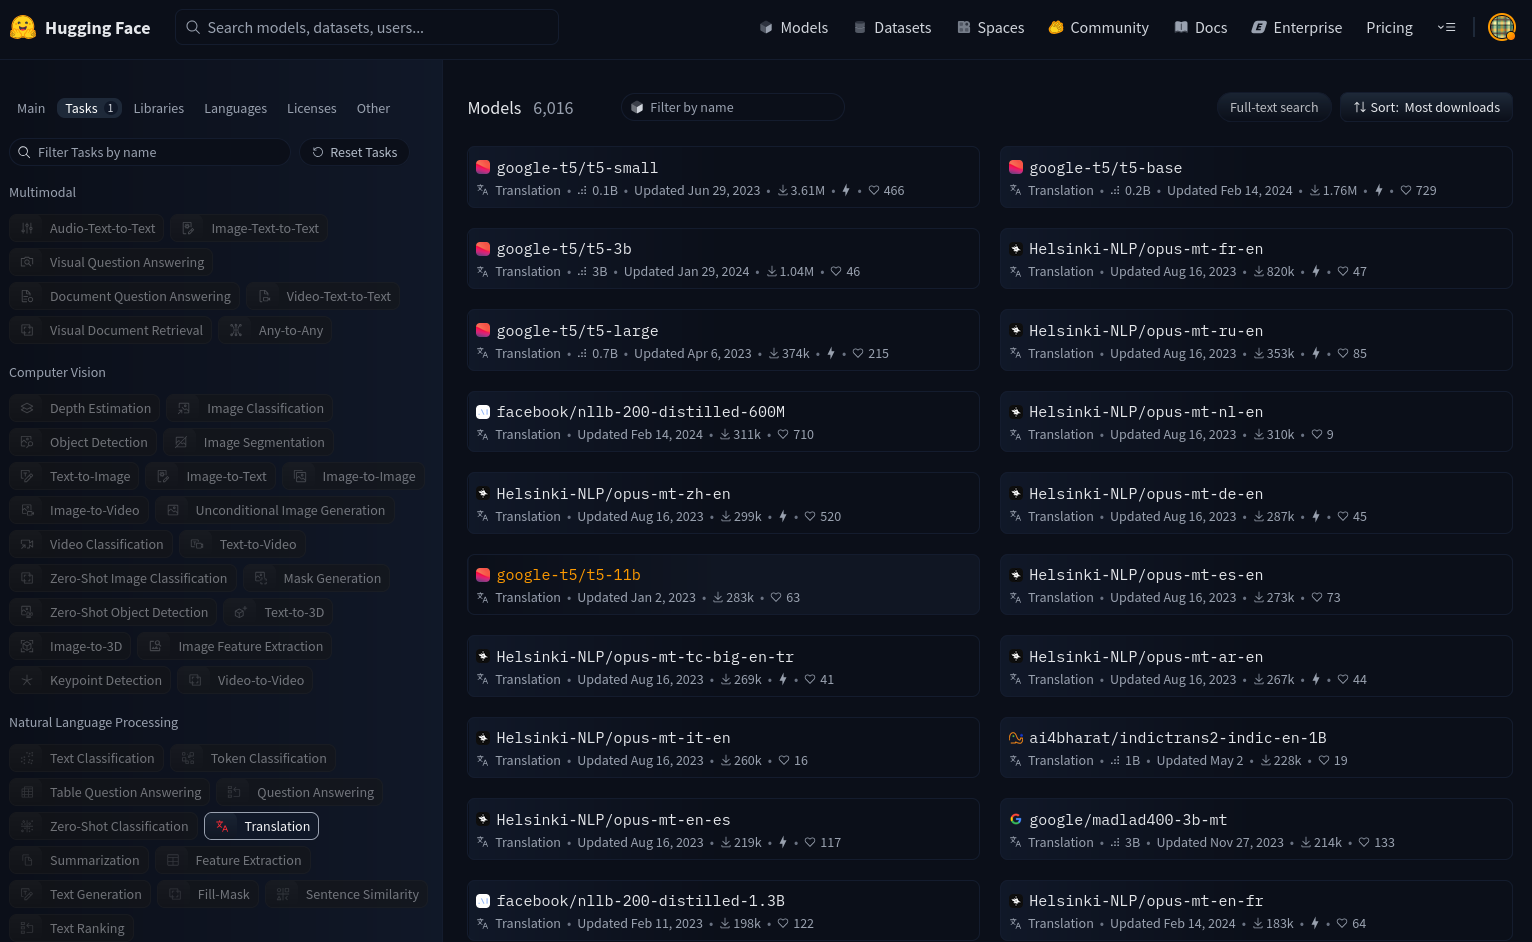 Hugging Face
Search models, datasets, users...
Models
Datasets
Spaces
Community
Docs
Enterprise
Pricing
Main
Tasks 1
Libraries
Languages
Licenses
Other
Filter Tasks by name
Reset Tasks
Multimodal
Audio-Text-to-Text
Image-Text-to-Text
Visual Question Answering
Document Question Answering
Video-Text-to-Text
Visual Document Retrieval
Any-to-Any
Computer Vision
Depth Estimation
Image Classification
Object Detection
Image Segmentation
Text-to-Image
Image-to-Text
Image-to-Image
Image-to-Video
Unconditional Image Generation
Video Classification
Text-to-Video
Zero-Shot Image Classification
Mask Generation
Zero-Shot Object Detection
Text-to-3D
Image-to-3D
Image Feature Extraction
Keypoint Detection
Video-to-Video
Natural Language Processing
Text Classification
Token Classification
Table Question Answering
Question Answering
Zero-Shot Classification
Translation
Summarization
Feature Extraction
Text Generation
Fill-Mask
Sentence Similarity
Text Ranking
Models 6,016
Filter by name
Full-text search
Sort: Most downloads
google-t5/t5-small
Translation • 0.1B • Updated Jun 29, 2023 • 3.61M • • 466
google-t5/t5-base
Translation • 0.2B • Updated Feb 14, 2024 • 1.76M • • 729
google-t5/t5-3b
Translation • 3B • Updated Jan 29, 2024 • 1.04M • 46
Helsinki-NLP/opus-mt-fr-en
Translation • Updated Aug 16, 2023 • 820k • • 47
google-t5/t5-large
Translation • 0.7B • Updated Apr 6, 2023 • 374k • • 215
Helsinki-NLP/opus-mt-ru-en
Translation • Updated Aug 16, 2023 • 353k • • 85
facebook/nllb-200-distilled-600M
Translation • Updated Feb 14, 2024 • 311k • 710
Helsinki-NLP/opus-mt-nl-en
Translation • Updated Aug 16, 2023 • 310k • 9
Helsinki-NLP/opus-mt-zh-en
Translation • Updated Aug 16, 2023 • 299k • • 520
Helsinki-NLP/opus-mt-de-en
Translation • Updated Aug 16, 2023 • 287k • • 45
google-t5/t5-11b
Translation • Updated Jan 2, 2023 • 283k • 63
Helsinki-NLP/opus-mt-es-en
Translation • Updated Aug 16, 2023 • 273k • 73
Helsinki-NLP/opus-mt-tc-big-en-tr
Translation • Updated Aug 16, 2023 • 269k • • 41
Helsinki-NLP/opus-mt-ar-en
Translation • Updated Aug 16, 2023 • 267k • • 44
Helsinki-NLP/opus-mt-it-en
Translation • Updated Aug 16, 2023 • 260k • 16
ai4bharat/indictrans2-indic-en-1B
Translation • 1B • Updated May 2 • 228k • 19
Helsinki-NLP/opus-mt-en-es
Translation • Updated Aug 16, 2023 • 219k • • 117
google/madlad400-3b-mt
Translation • 3B • Updated Nov 27, 2023 • 214k • 133
facebook/nllb-200-distilled-1.3B
Translation • Updated Feb 11, 2023 • 198k • 122
Helsinki-NLP/opus-mt-en-fr
Translation • Updated Feb 14, 2024 • 183k • • 64